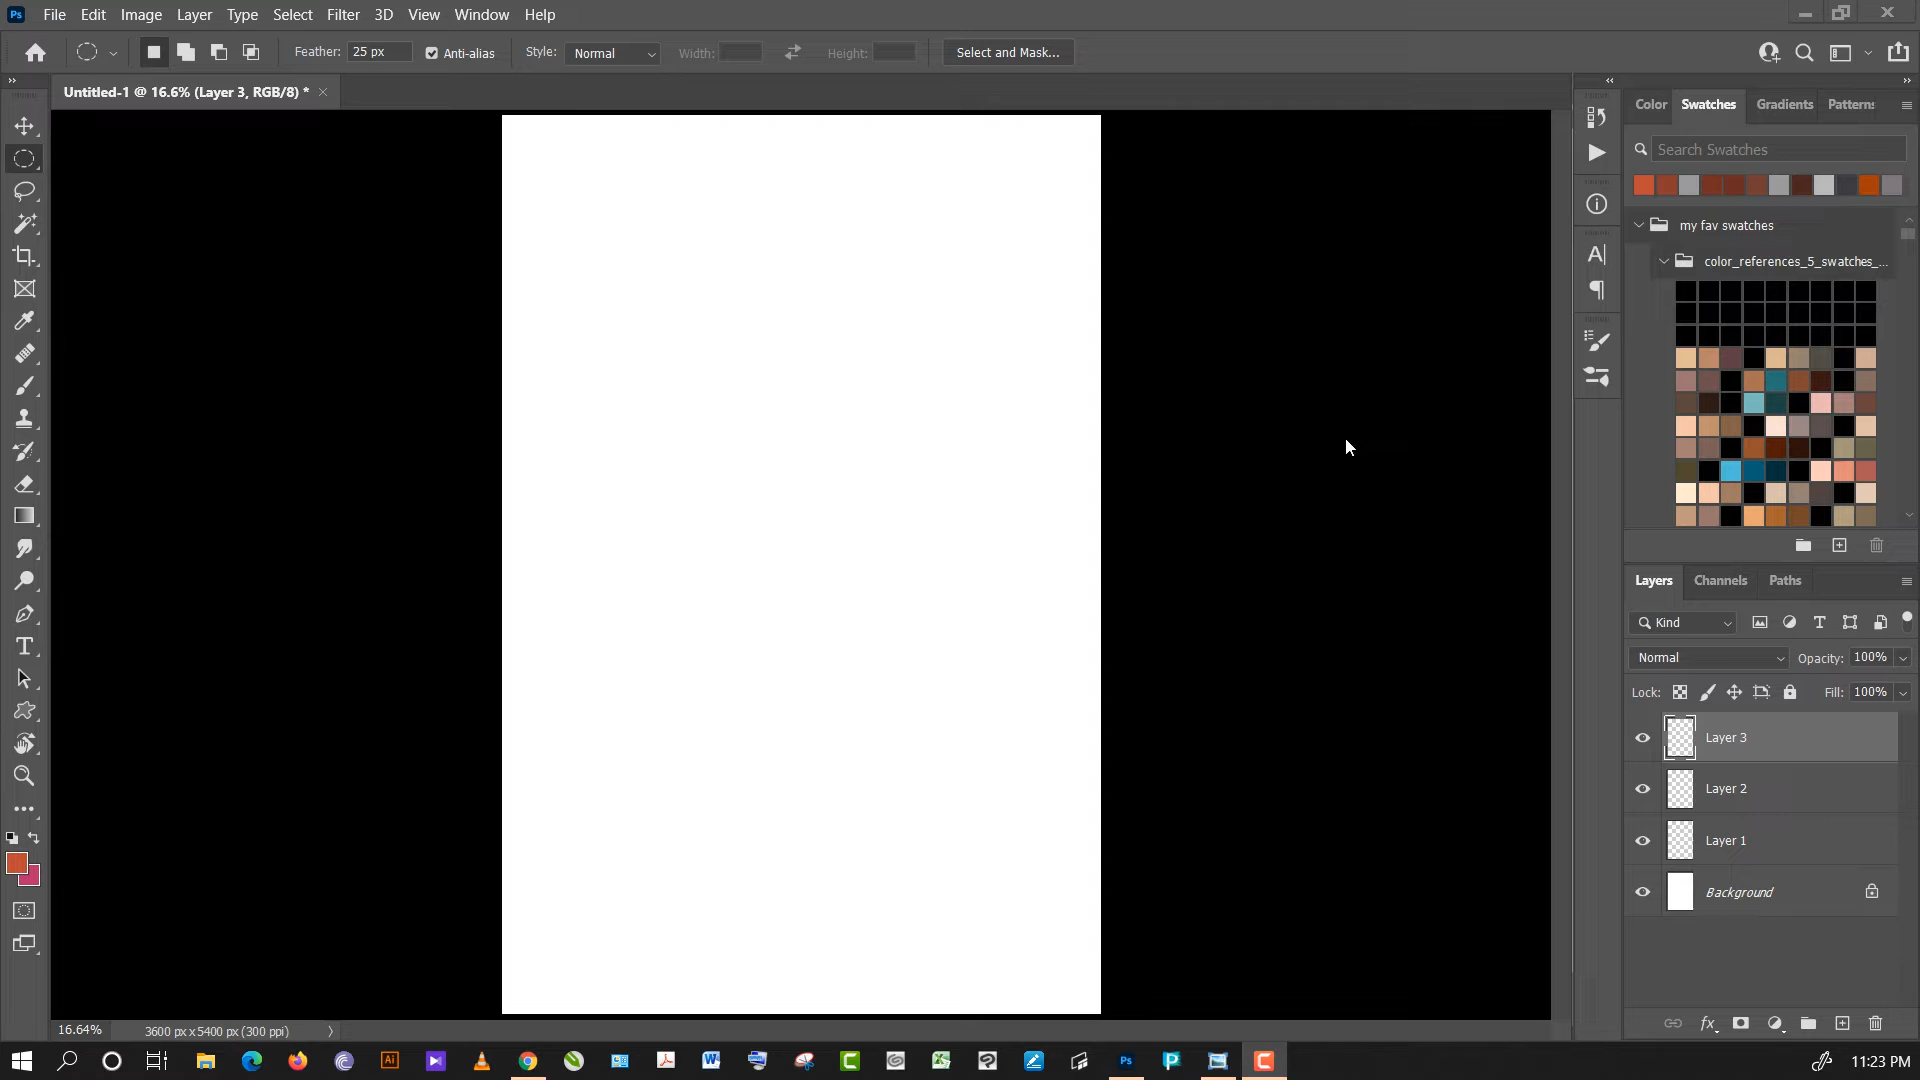 Ps File Edit Image Layer Type Select Filter 3D View Window Help
Feather: 25 px Anti-alias Style: Normal Width: Height: Select and Mask...
Untitled-1 @ 16.6% (Layer 3, RGB/8) *
Color Swatches Gradients Patterns
Search Swatches
my fav swatches
color_references_5_swatches_...
Layers Channels Paths
Kind
Normal Opacity: 100%
Lock: Fill: 100%
Layer 3
Layer 2
Layer 1
Background
fx
16.64% 3600 px x 5400 px (300 ppi)
11:23 PM